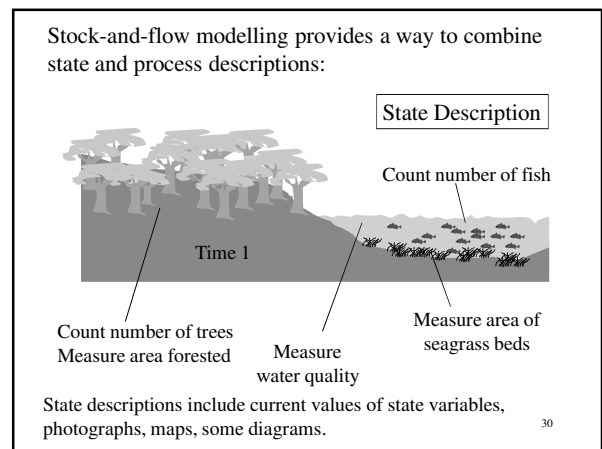 Stock-and-flow modelling provides a way to combine
state and process descriptions:
State Description
Count number of fish
Time 1
Count number of trees
Measure area forested
Measure
water quality
Measure area of
seagrass beds
State descriptions include current values of state variables,
photographs, maps, some diagrams.
30